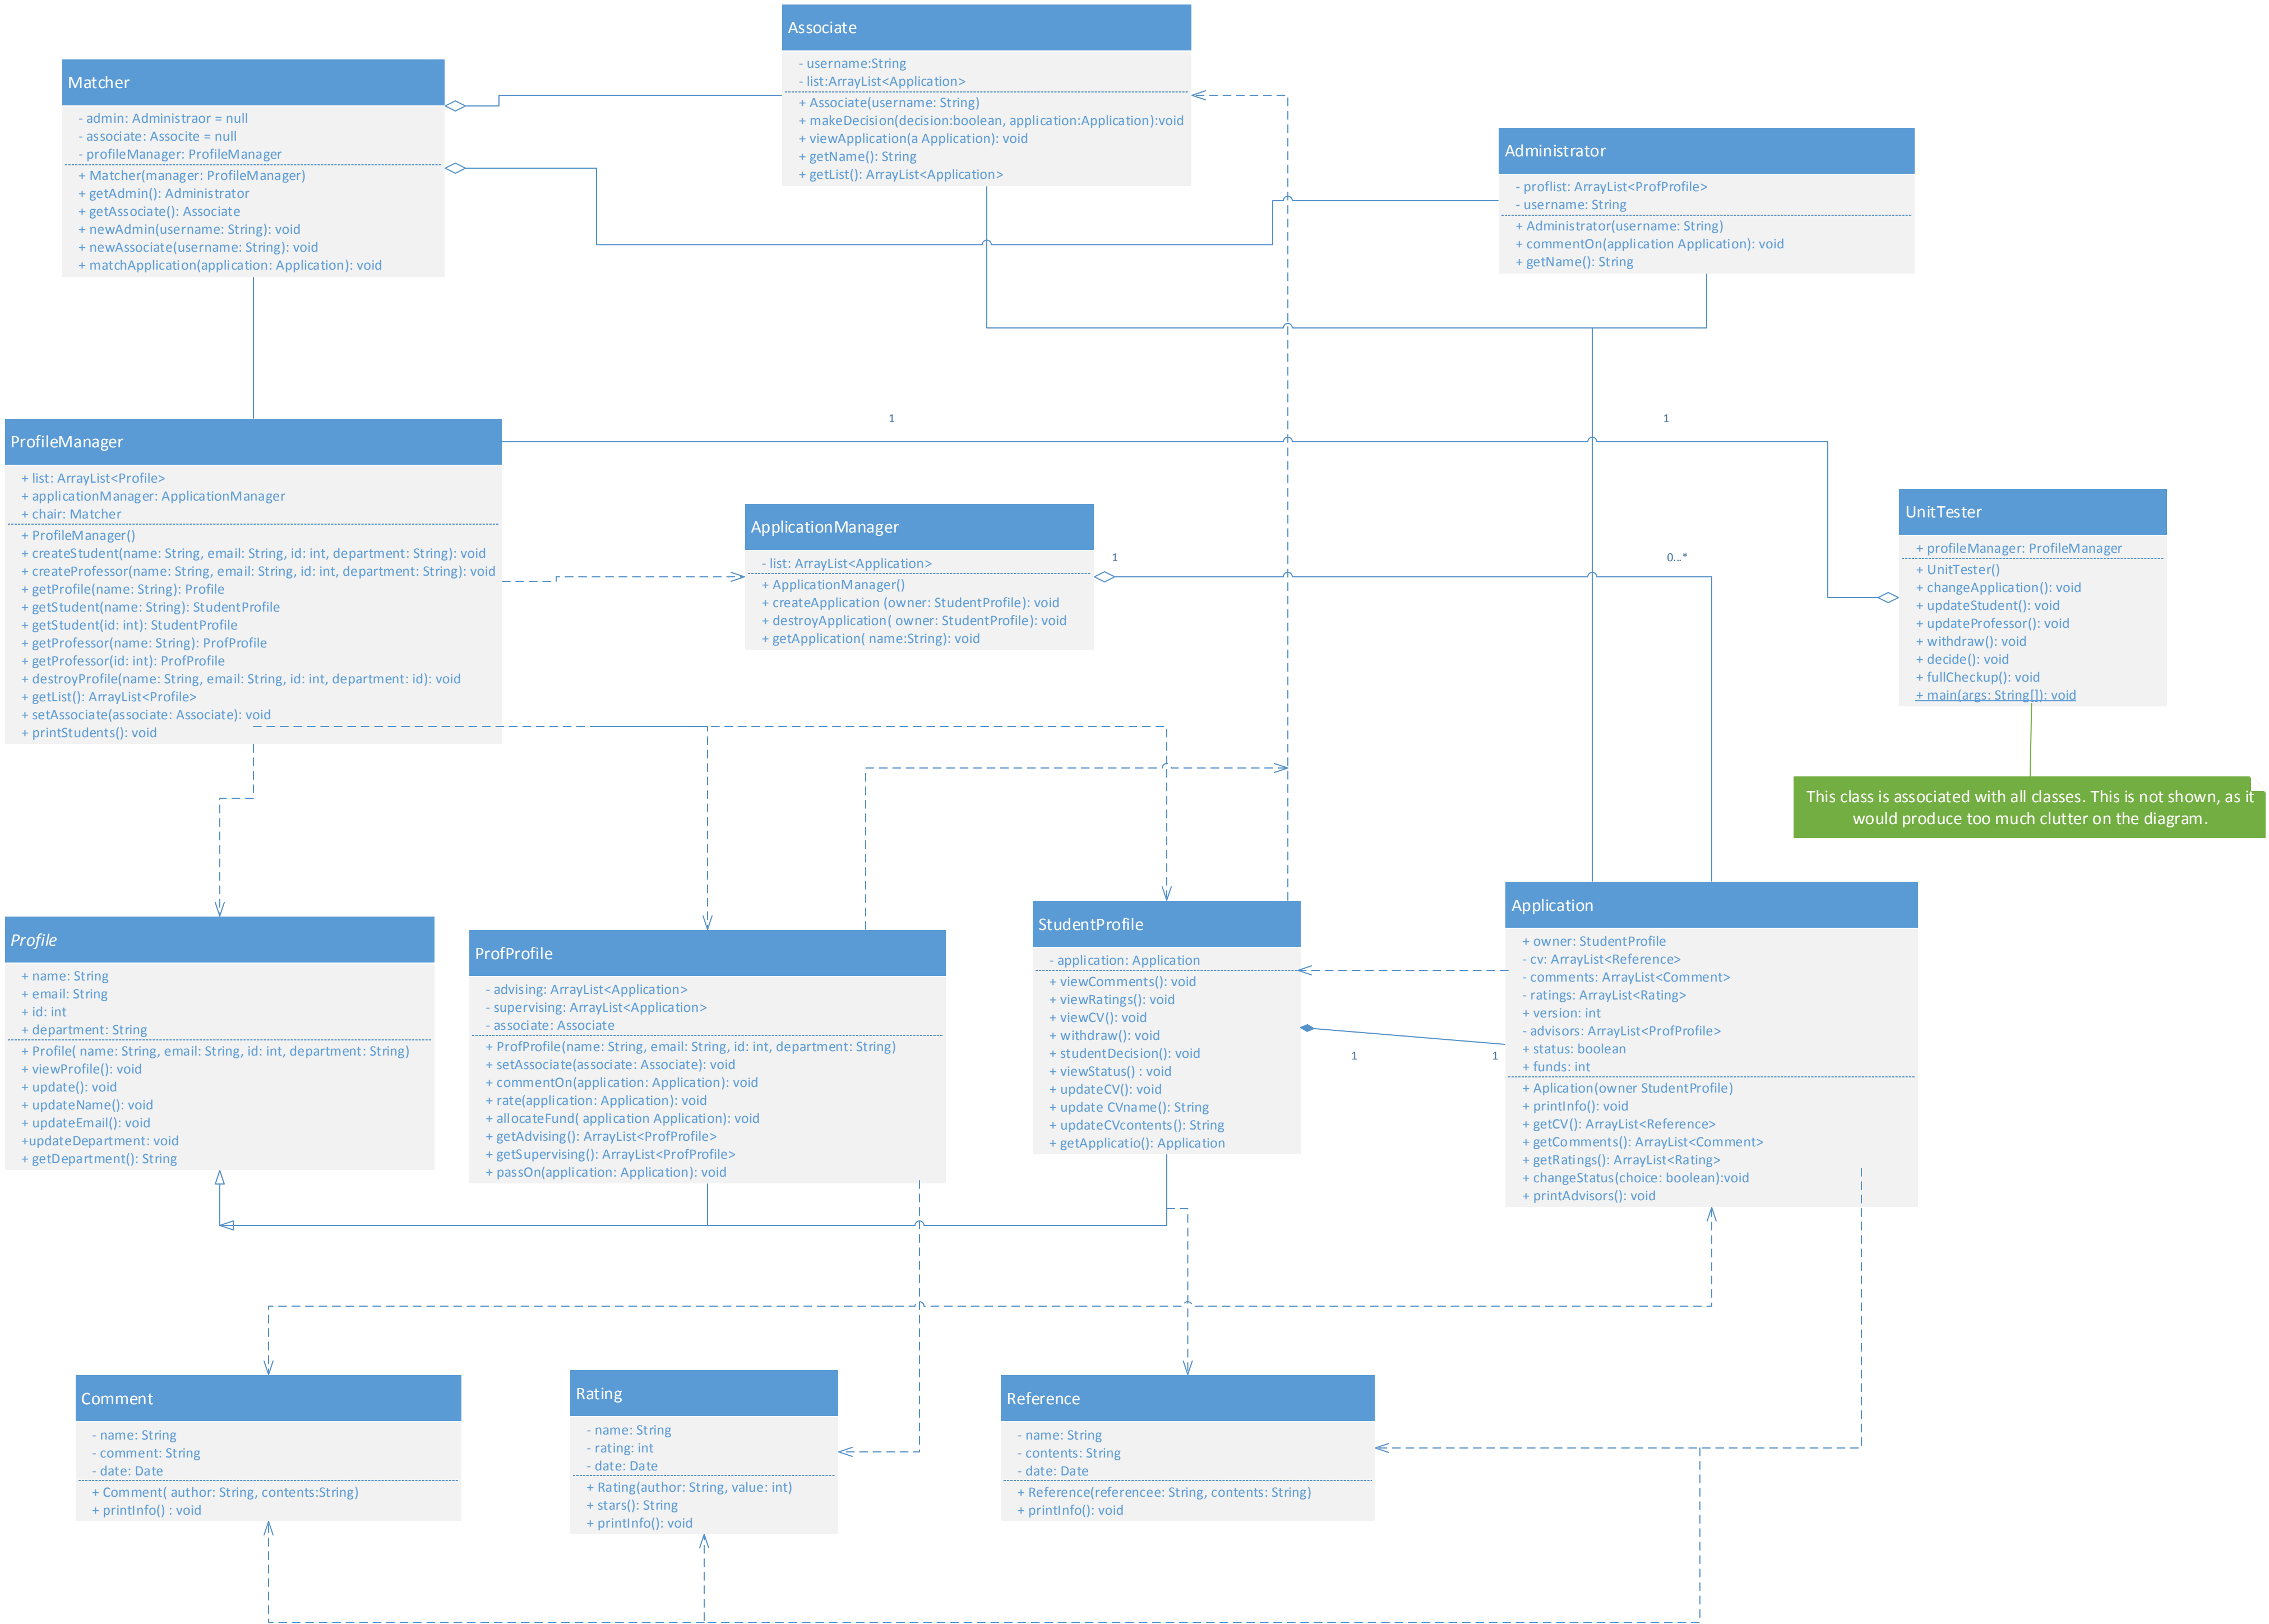 Associate
- username:String
- list:ArrayList<Application>
+ Associate(username: String)
+ makeDecision(decision:boolean, application:Application):void
+ viewApplication(a Application): void
+ getName(): String
+ getList(): ArrayList<Application>
Matcher
- admin: Administraor = null
- associate: Associte = null
- profileManager: ProfileManager
+ Matcher(manager: ProfileManager)
+ getAdmin(): Administrator
+ getAssociate(): Associate
+ newAdmin(username: String): void
+ newAssociate(username: String): void
+ matchApplication(application: Application): void
Administrator
- proflist: ArrayList<ProfProfile>
- username: String
+ Administrator(username: String)
+ commentOn(application Application): void
+ getName(): String
1
1
ProfileManager
+ list: ArrayList<Profile>
+ applicationManager: ApplicationManager
+ chair: Matcher
+ ProfileManager()
+ createStudent(name: String, email: String, id: int, department: String): void
+ createProfessor(name: String, email: String, id: int, department: String): void
+ getProfile(name: String): Profile
+ getStudent(name: String): StudentProfile
+ getStudent(id: int): StudentProfile
+ getProfessor(name: String): ProfProfile
+ getProfessor(id: int): ProfProfile
+ destroyProfile(name: String, email: String, id: int, department: id): void
+ getList(): ArrayList<Profile>
+ setAssociate(associate: Associate): void
+ printStudents(): void
ApplicationManager
- list: ArrayList<Application>
+ ApplicationManager()
+ createApplication (owner: StudentProfile): void
+ destroyApplication( owner: StudentProfile): void
+ getApplication( name:String): void
1
0...*
UnitTester
+ profileManager: ProfileManager
+ UnitTester()
+ changeApplication(): void
+ updateStudent(): void
+ updateProfessor(): void
+ withdraw(): void
+ decide(): void
+ fullCheckup(): void
+ main(args: String[]): void
This class is associated with all classes. This is not shown, as it
would produce too much clutter on the diagram.
Profile
+ name: String
+ email: String
+ id: int
+ department: String
+ Profile( name: String, email: String, id: int, department: String)
+ viewProfile(): void
+ update(): void
+ updateName(): void
+ updateEmail(): void
+updateDepartment: void
+ getDepartment(): String
ProfProfile
- advising: ArrayList<Application>
- supervising: ArrayList<Application>
- associate: Associate
+ ProfProfile(name: String, email: String, id: int, department: String)
+ setAssociate(associate: Associate): void
+ commentOn(application: Application): void
+ rate(application: Application): void
+ allocateFund( application Application): void
+ getAdvising(): ArrayList<ProfProfile>
+ getSupervising(): ArrayList<ProfProfile>
+ passOn(application: Application): void
StudentProfile
- application: Application
+ viewComments(): void
+ viewRatings(): void
+ viewCV(): void
+ withdraw(): void
+ studentDecision(): void
+ viewStatus() : void
+ updateCV(): void
+ update CVname(): String
+ updateCVcontents(): String
+ getApplicatio(): Application
1
1
Application
+ owner: StudentProfile
- cv: ArrayList<Reference>
- comments: ArrayList<Comment>
- ratings: ArrayList<Rating>
+ version: int
- advisors: ArrayList<ProfProfile>
+ status: boolean
+ funds: int
+ Aplication(owner StudentProfile)
+ printInfo(): void
+ getCV(): ArrayList<Reference>
+ getComments(): ArrayList<Comment>
+ getRatings(): ArrayList<Rating>
+ changeStatus(choice: boolean):void
+ printAdvisors(): void
Comment
- name: String
- comment: String
- date: Date
+ Comment( author: String, contents:String)
+ printInfo() : void
Rating
- name: String
- rating: int
- date: Date
+ Rating(author: String, value: int)
+ stars(): String
+ printInfo(): void
Reference
- name: String
- contents: String
- date: Date
+ Reference(referencee: String, contents: String)
+ printInfo(): void